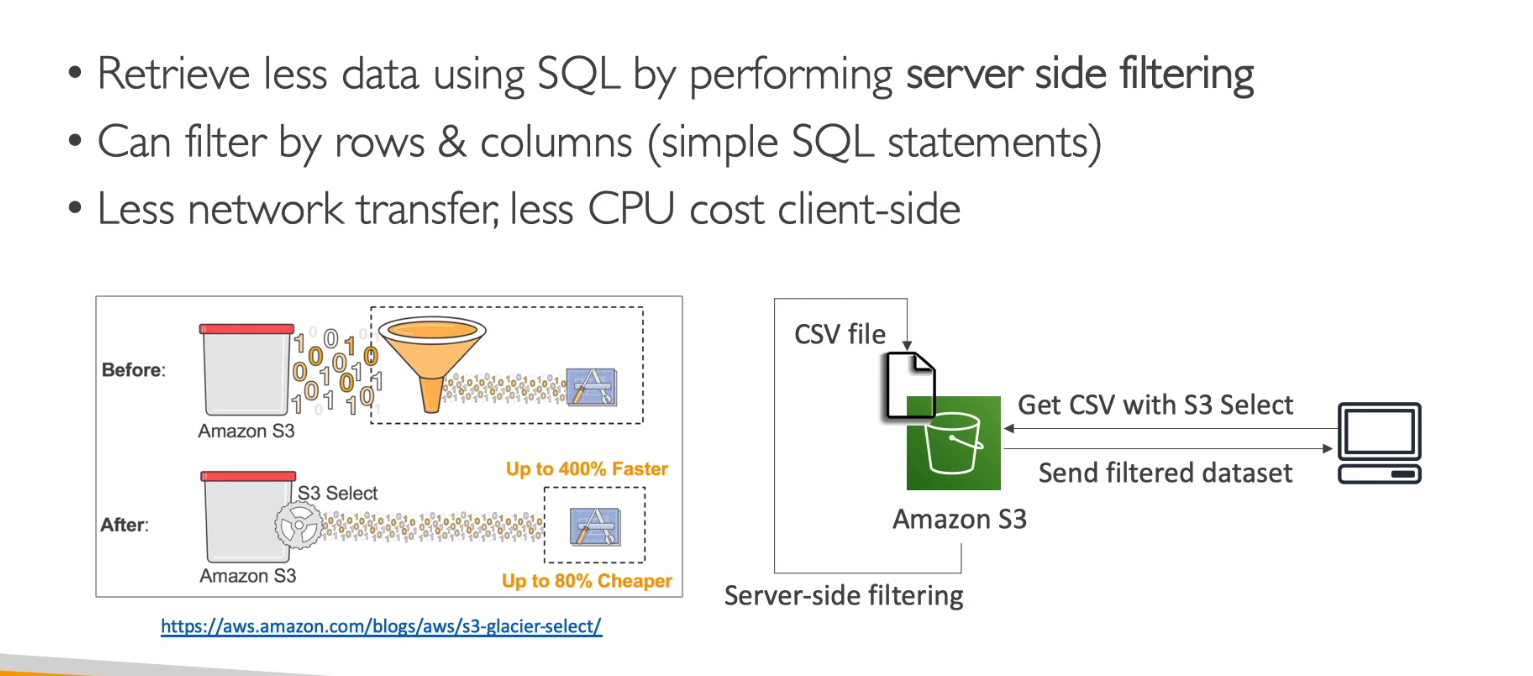 • Retrieve less data using SQL by performing server side filtering
• Can filter by rows & columns (simple SQL statements)
• Less network transfer, less CPU cost client-side
Before:
Amazon S3
Up to 400% Faster
S3 Select
After:
Amazon S3
Up to 80% Cheaper
https://aws.amazon.com/blogs/aws/s3-glacier-select/
CSV file
Get CSV with S3 Select
Send filtered dataset
Amazon S3
Server-side filtering